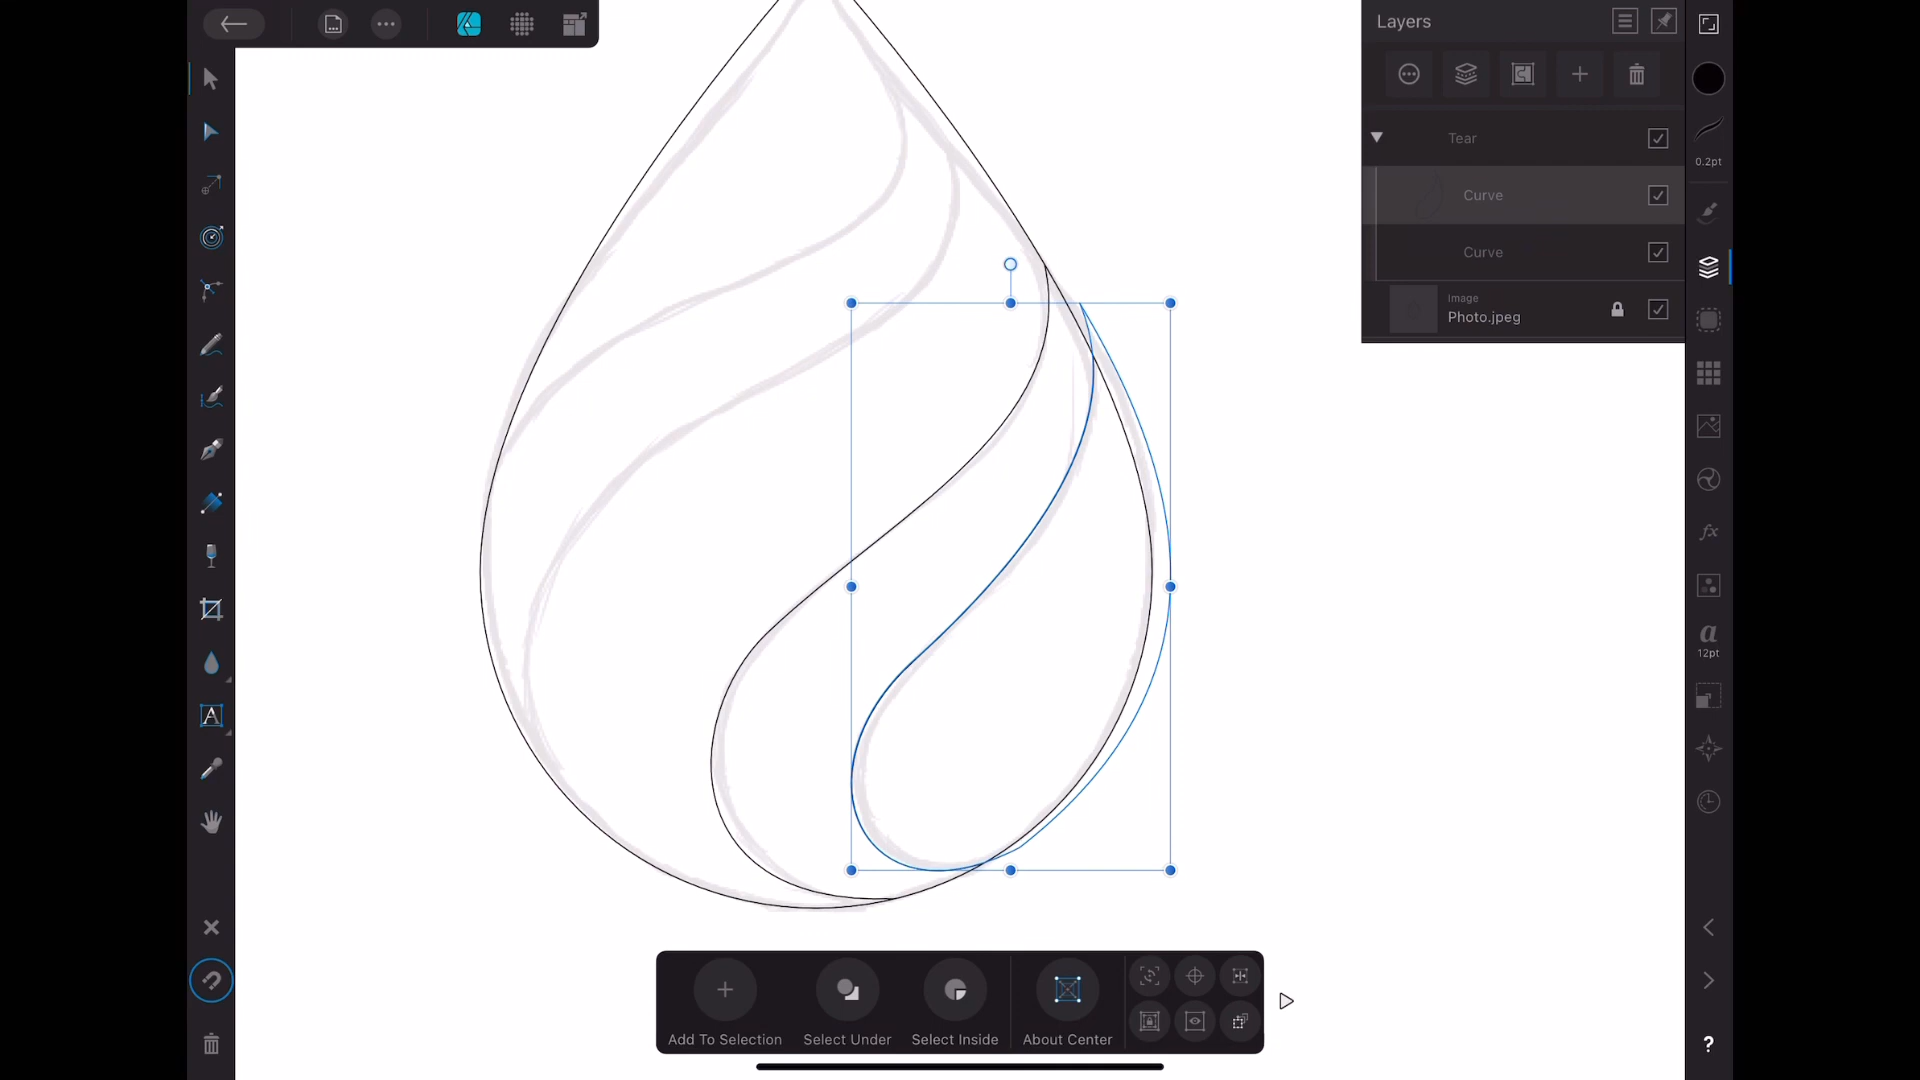 Layers
Tear
0.2pt
Curve
Curve
Image
Photo.jpeg
fx
a
12pt
A
Add To Selection
Select Under
Select Inside
About Center
?